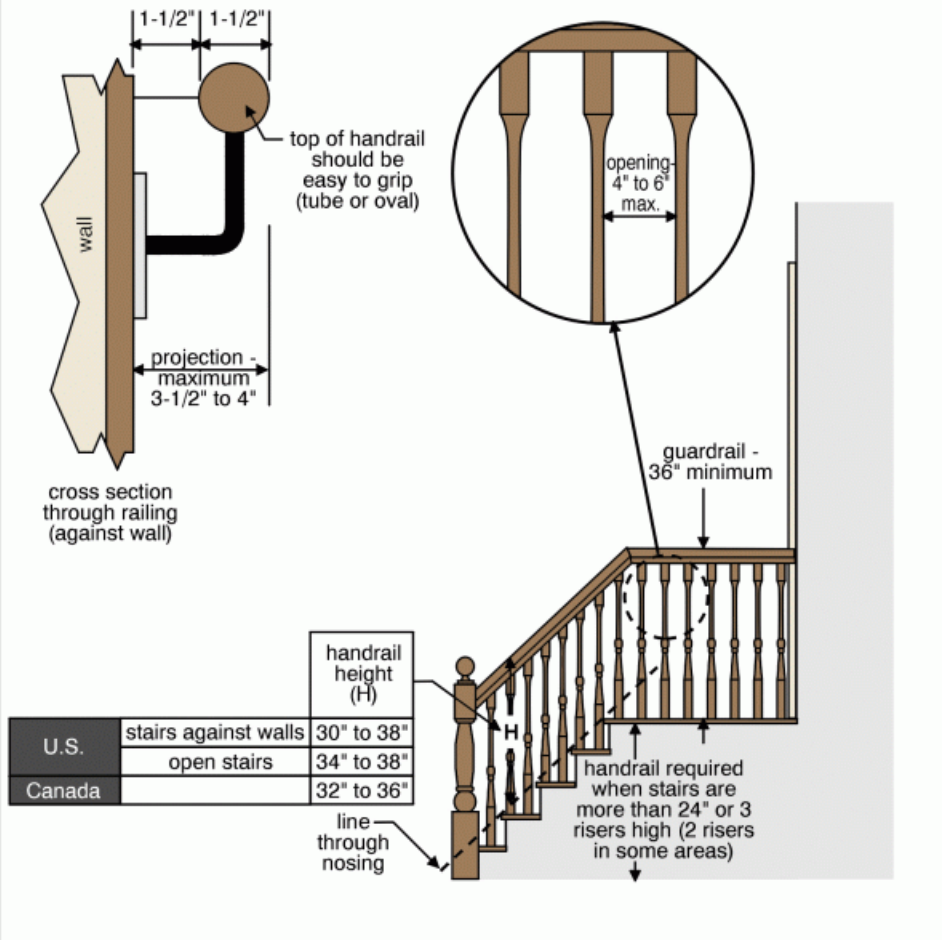 1-1/2"
1-1/2"
top of handrail
should be
easy to grip
(tube or oval)
wall
projection -
maximum
3-1/2" to 4"
cross section
through railing
(against wall)
opening-
4" to 6"
max.
guardrail -
36" minimum
handrail
height
(H)
U.S.
stairs against walls
30" to 38"
open stairs
34" to 38"
Canada
32" to 36"
H
line
through
nosing
handrail required
when stairs are
more than 24" or 3
risers high (2 risers
in some areas)